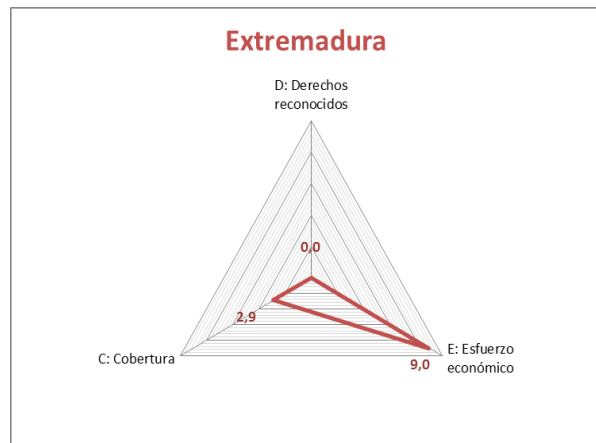 Extremadura
D: Derechos
reconocidos
0,0
2,9
C: Cobertura
E: Esfuerzo
económico
9,0